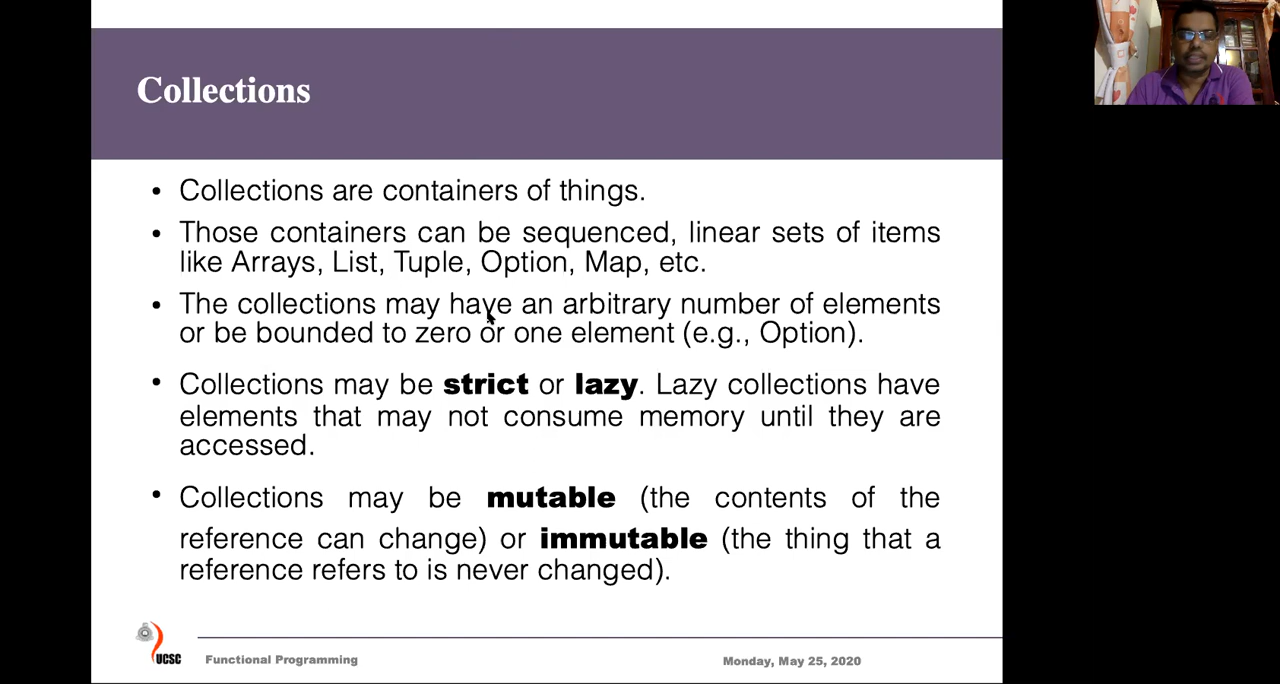 Collections
• Collections are containers of things.
• Those containers can be sequenced, linear sets of items
like Arrays, List, Tuple, Option, Map, etc.
• The collections may have an arbitrary number of elements
or be bounded to zero or one element (e.g., Option).
• Collections may be strict or lazy. Lazy collections have
elements that may not consume memory until they are
accessed.
• Collections may be mutable (the contents of the
reference can change) or immutable (the thing that a
reference refers to is never changed).
UCSC
Functional Programming
Monday, May 25, 2020